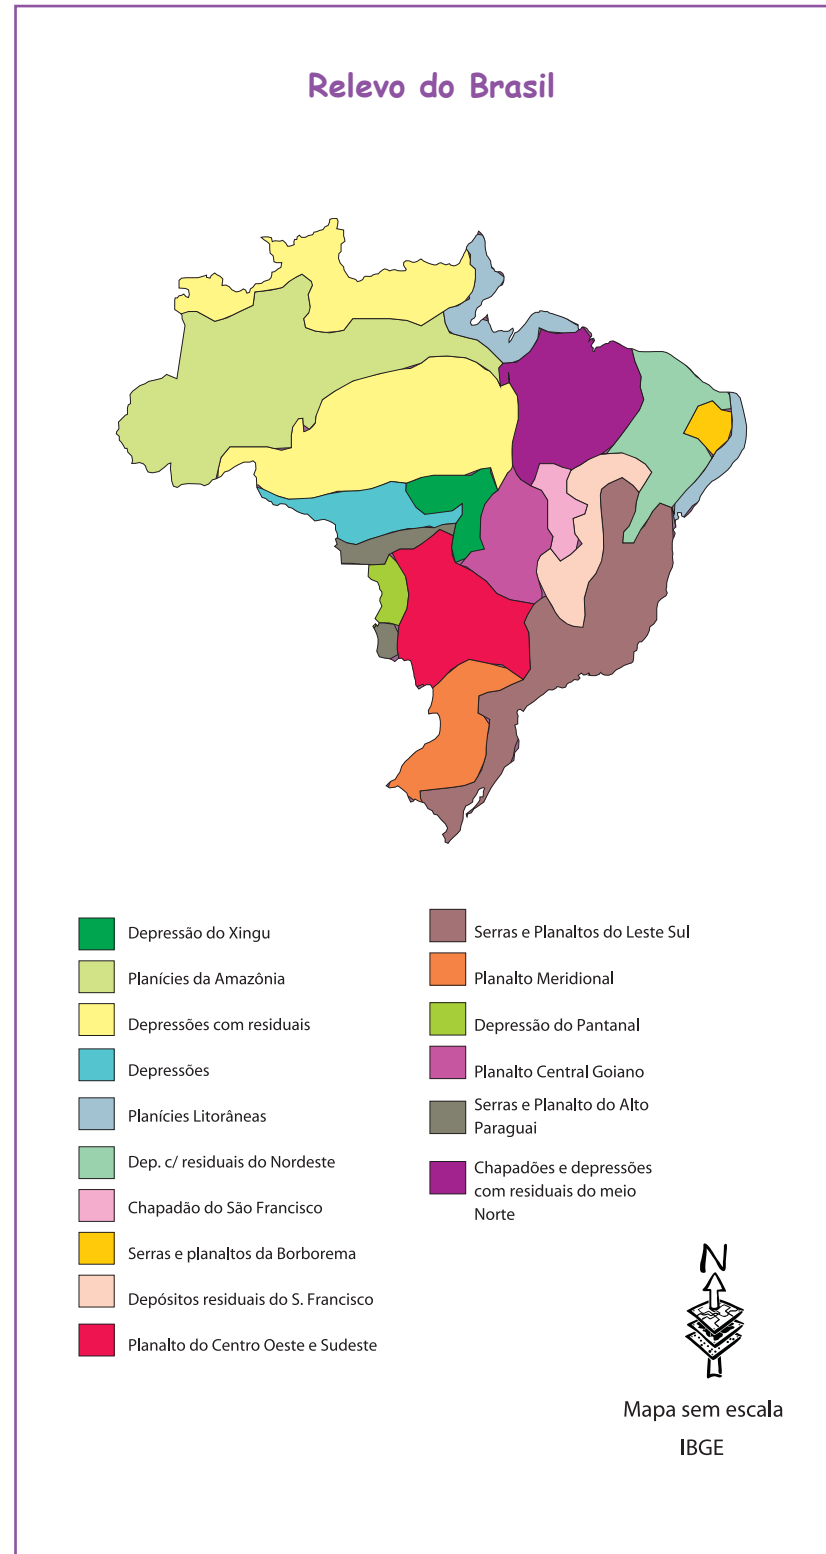 Relevo do Brasil
Depressão do Xingu
Planícies da Amazônia
Depressões com residuais
Depressões
Planícies Litorâneas
Dep. c/ residuais do Nordeste
Chapadão do São Francisco
Serras e planaltos da Borborema
Depósitos residuais do S. Francisco
Planalto do Centro Oeste e Sudeste
Serras e Planaltos do Leste Sul
Planalto Meridional
Depressão do Pantanal
Planalto Central Goiano
Serras e Planalto do Alto
Paraguai
Chapadões e depressões
com residuais do meio
Norte
N
Mapa sem escala
IBGE